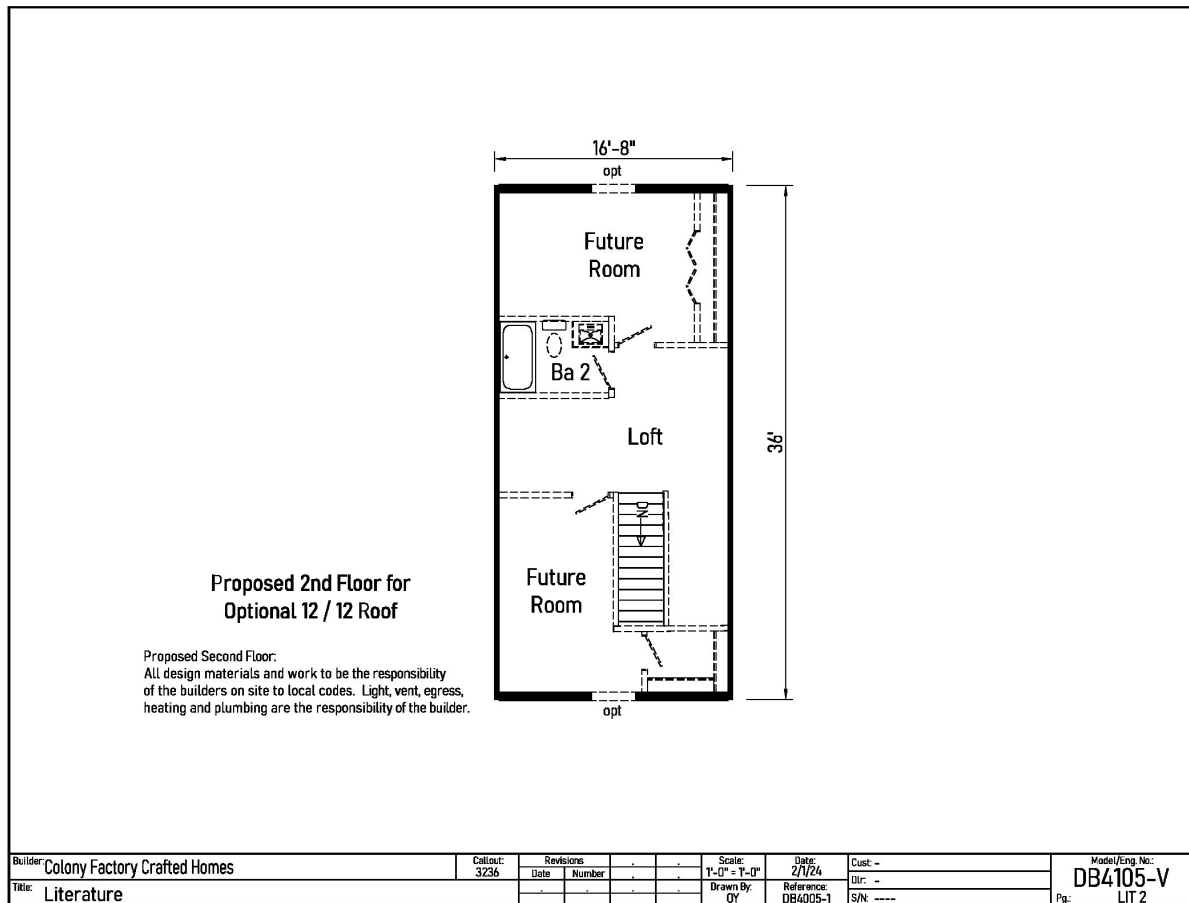 16'-8"
opt
Future
Room
Ba 2
Loft
36'
DN
Future
Room
opt
Proposed 2nd Floor for
Optional 12 / 12 Roof
Proposed Second Floor:
All design materials and work to be the responsibility
of the builders on site to local codes.  Light, vent, egress,
heating and plumbing are the responsibility of the builder.
Builder: Colony Factory Crafted Homes
Title: Literature
Callout:
3236
Revisions
Date Number
Scale:
1'-0" = 1'-0"
Drawn By:
OY
Date:
2/1/24
Reference:
DB4005-1
Cust: -
Dlr: -
S/N: ----
Model/Eng. No.:
DB4105-V
Pg.: LIT 2